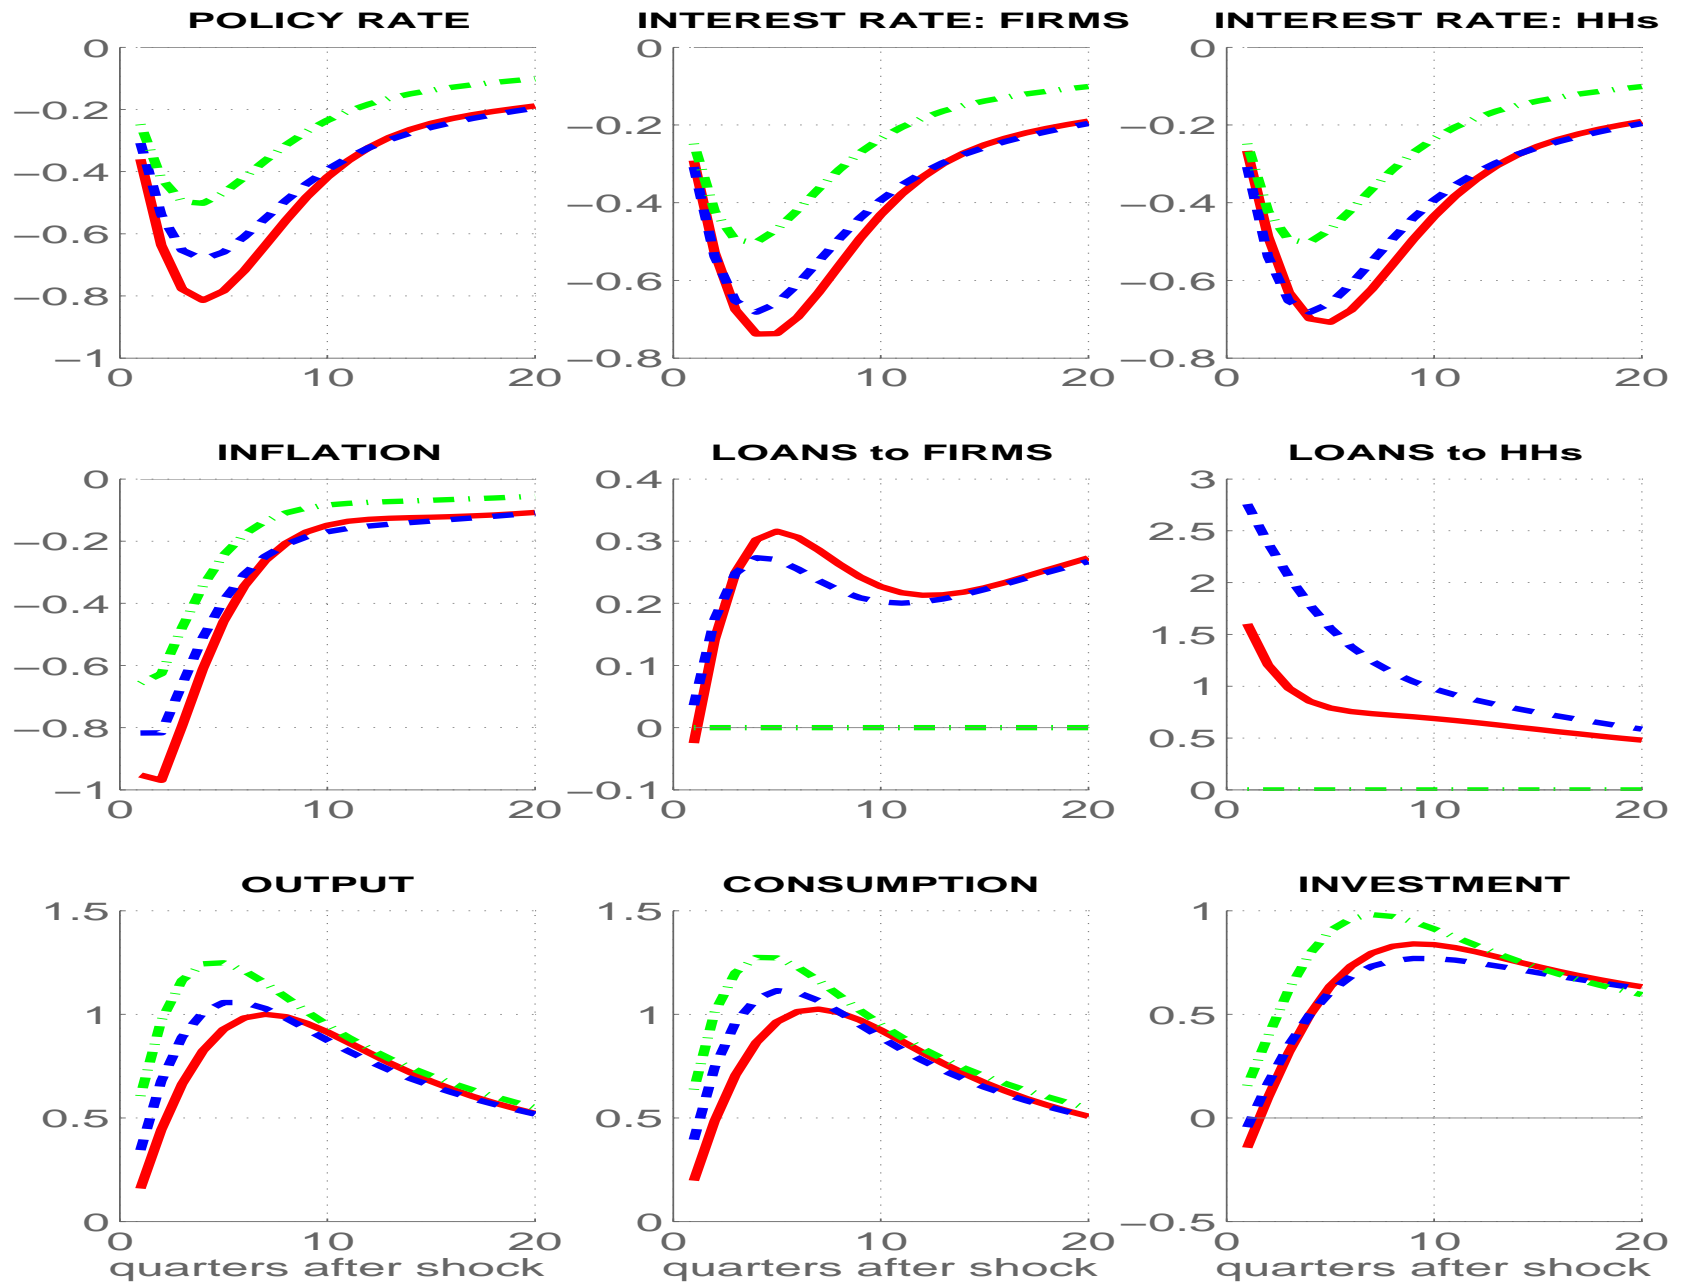 POLICY RATE
INTEREST RATE: FIRMS
INTEREST RATE: HHs
0
−0.2
−0.4
−0.6
−0.8
−1
0 10 20
0
−0.2
−0.4
−0.6
−0.8
0 10 20
0
−0.2
−0.4
−0.6
−0.8
0 10 20
INFLATION
LOANS to FIRMS
LOANS to HHs
0
−0.2
−0.4
−0.6
−0.8
−1
0 10 20
0.4
0.3
0.2
0.1
0
−0.1
0 10 20
3
2.5
2
1.5
1
0.5
0
0 10 20
OUTPUT
CONSUMPTION
INVESTMENT
1.5
1
0.5
0
0 10 20
quarters after shock
1.5
1
0.5
0
0 10 20
quarters after shock
1
0.5
0
−0.5
0 10 20
quarters after shock